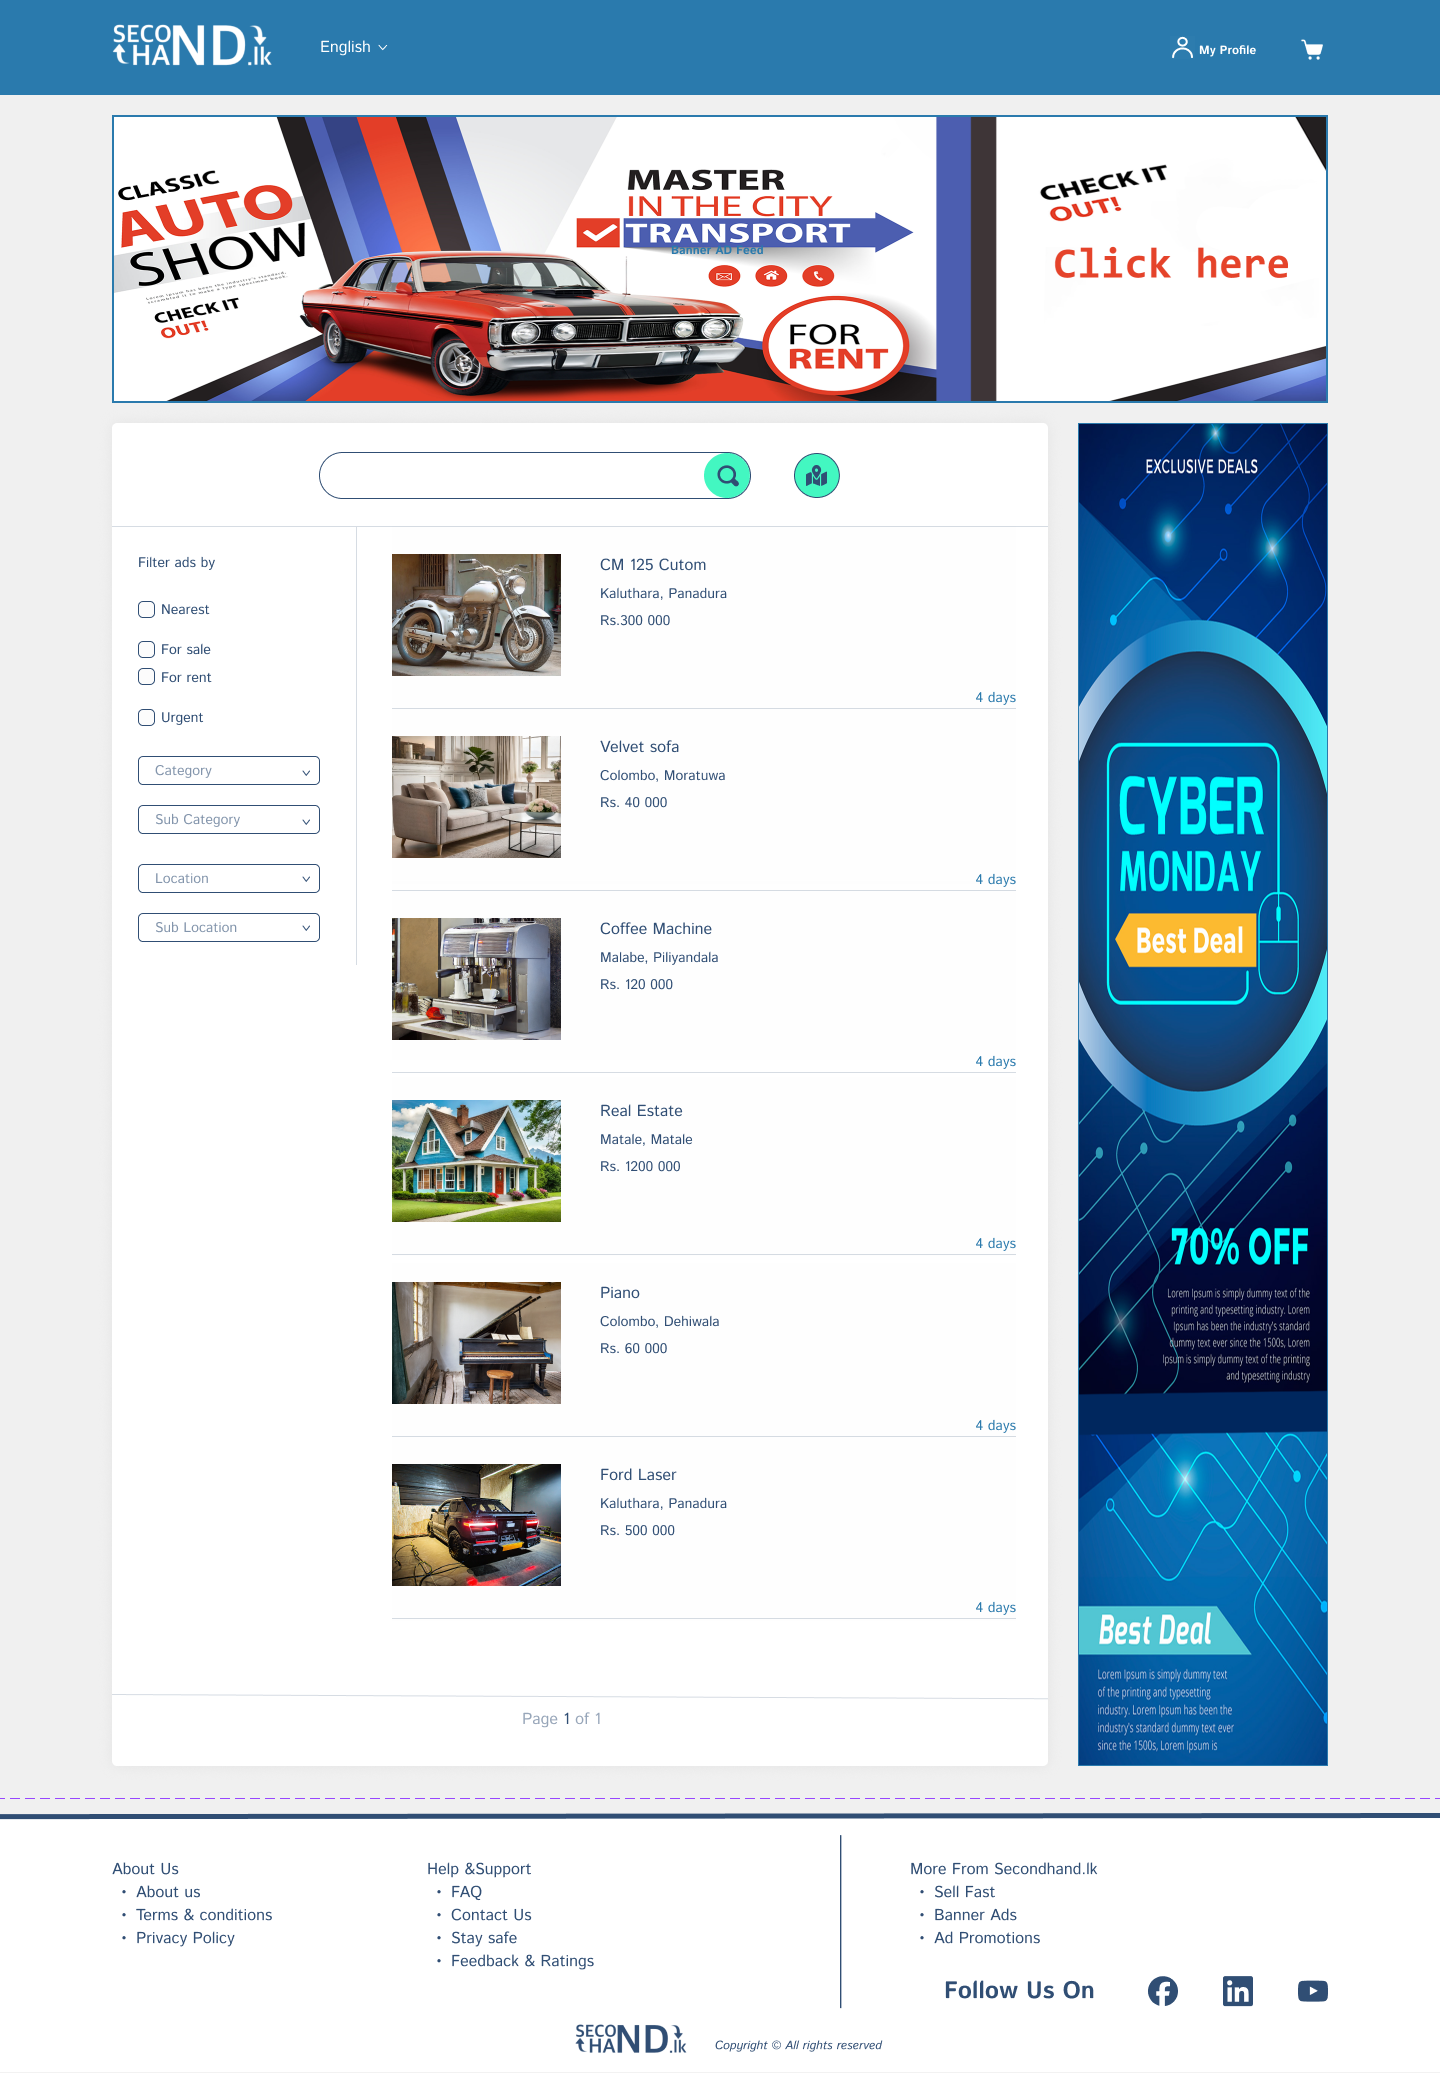 SECOND
HAND.lk
English
My Profile
CLASSIC
AUTO
SHOW
Lorem Ipsum has been the industry's standard,
scrambled it to make a type specimen book.
CHECK IT
OUT!
MASTER
IN THE CITY
TRANSPORT
Banner AD Feed
FOR
RENT
CHECK IT
OUT!
Click here
Filter ads by
Nearest
For sale
For rent
Urgent
Category
Sub Category
Location
Sub Location
CM 125 Cutom
Kaluthara, Panadura
Rs.300 000
4 days
Velvet sofa
Colombo, Moratuwa
Rs. 40 000
4 days
Coffee Machine
Malabe, Piliyandala
Rs. 120 000
4 days
Real Estate
Matale, Matale
Rs. 1200 000
4 days
Piano
Colombo, Dehiwala
Rs. 60 000
4 days
Ford Laser
Kaluthara, Panadura
Rs. 500 000
4 days
Page 1 of 1
EXCLUSIVE DEALS
CYBER
MONDAY
Best Deal
70% OFF
Lorem Ipsum is simply dummy text of the
printing and typesetting industry. Lorem
Ipsum has been the industry's standard
dummy text ever since the 1500s, Lorem
Ipsum is simply dummy text of the printing
and typesetting industry
Best Deal
Lorem Ipsum is simply dummy text
of the printing and typesetting
industry. Lorem Ipsum has been the
industry's standard dummy text ever
since the 1500s, Lorem Ipsum is
About Us
• About us
• Terms & conditions
• Privacy Policy
Help &Support
• FAQ
• Contact Us
• Stay safe
• Feedback & Ratings
More From Secondhand.lk
• Sell Fast
• Banner Ads
• Ad Promotions
Follow Us On
SECOND
HAND.lk
Copyright © All rights reserved